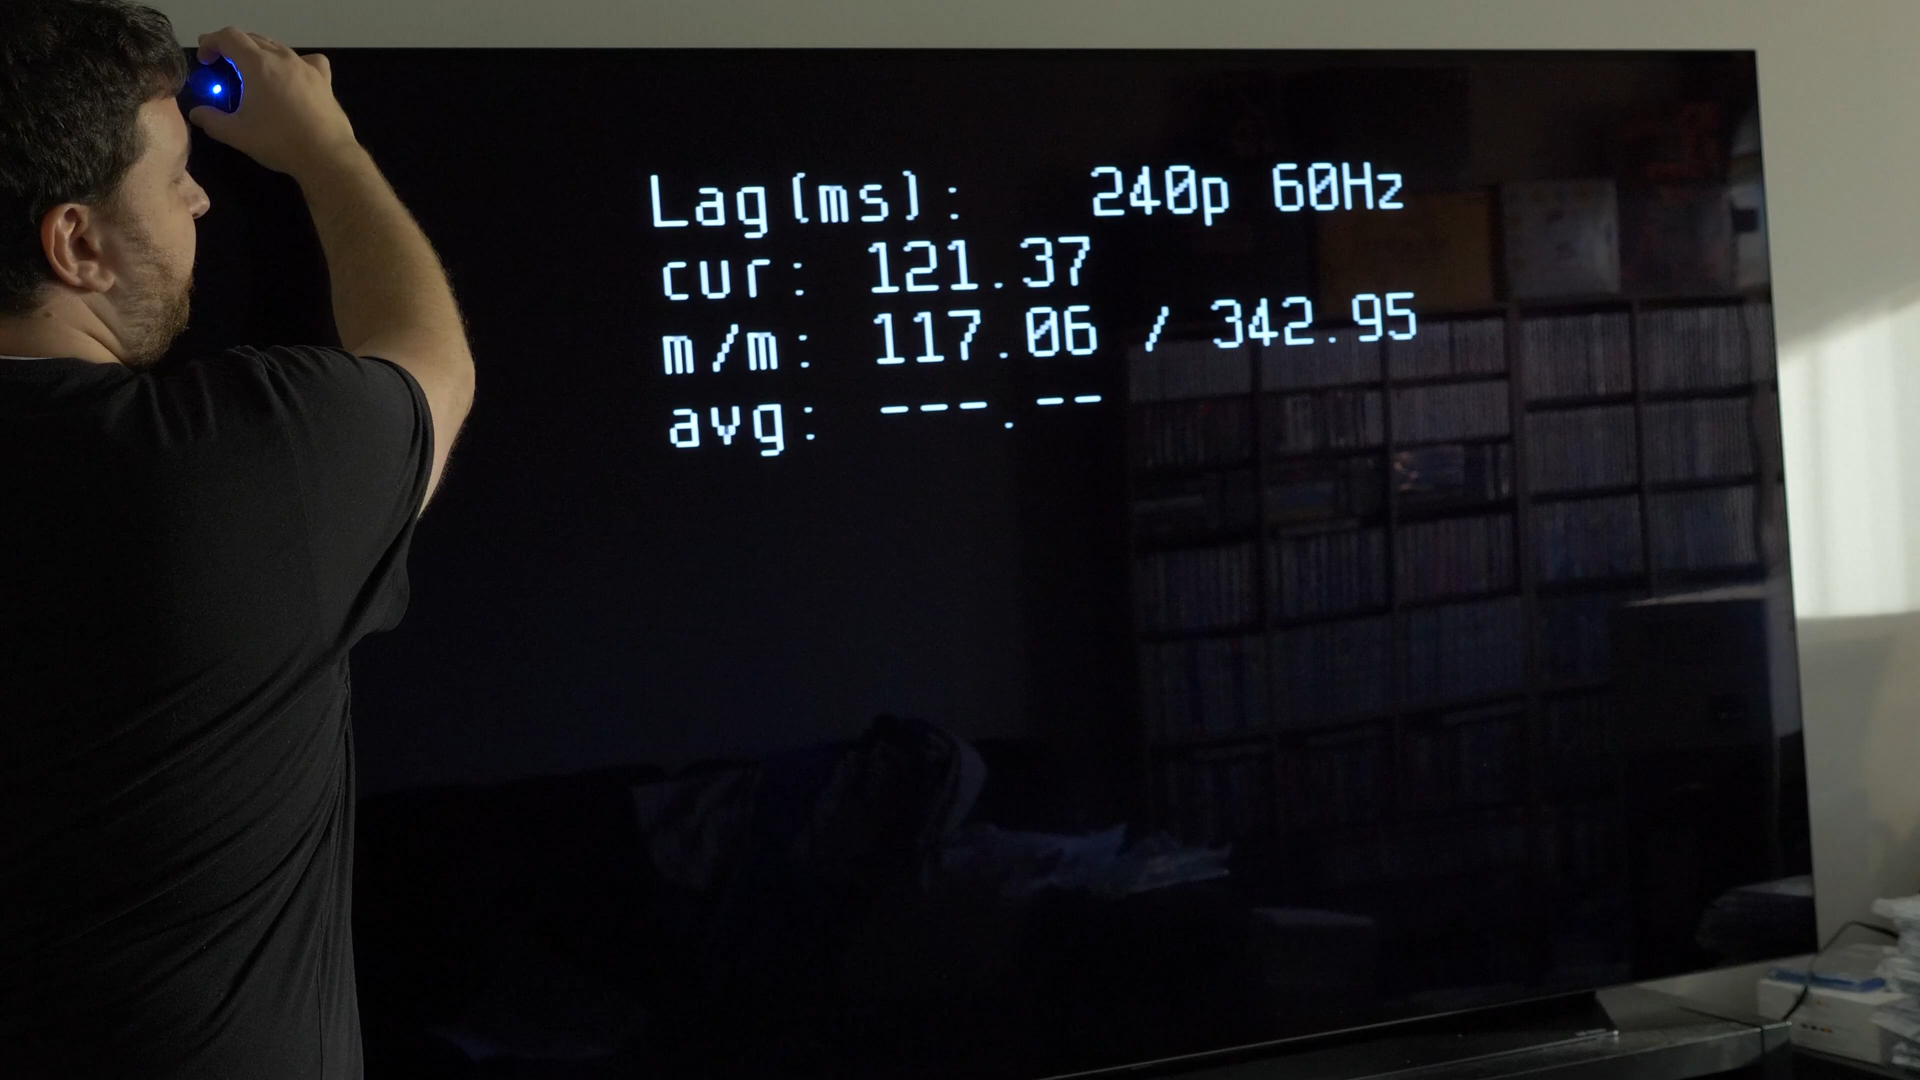 Lag(ms): 240p 60Hz
cur: 121.37
m/m: 117.06 / 342.95
avg: ---.--